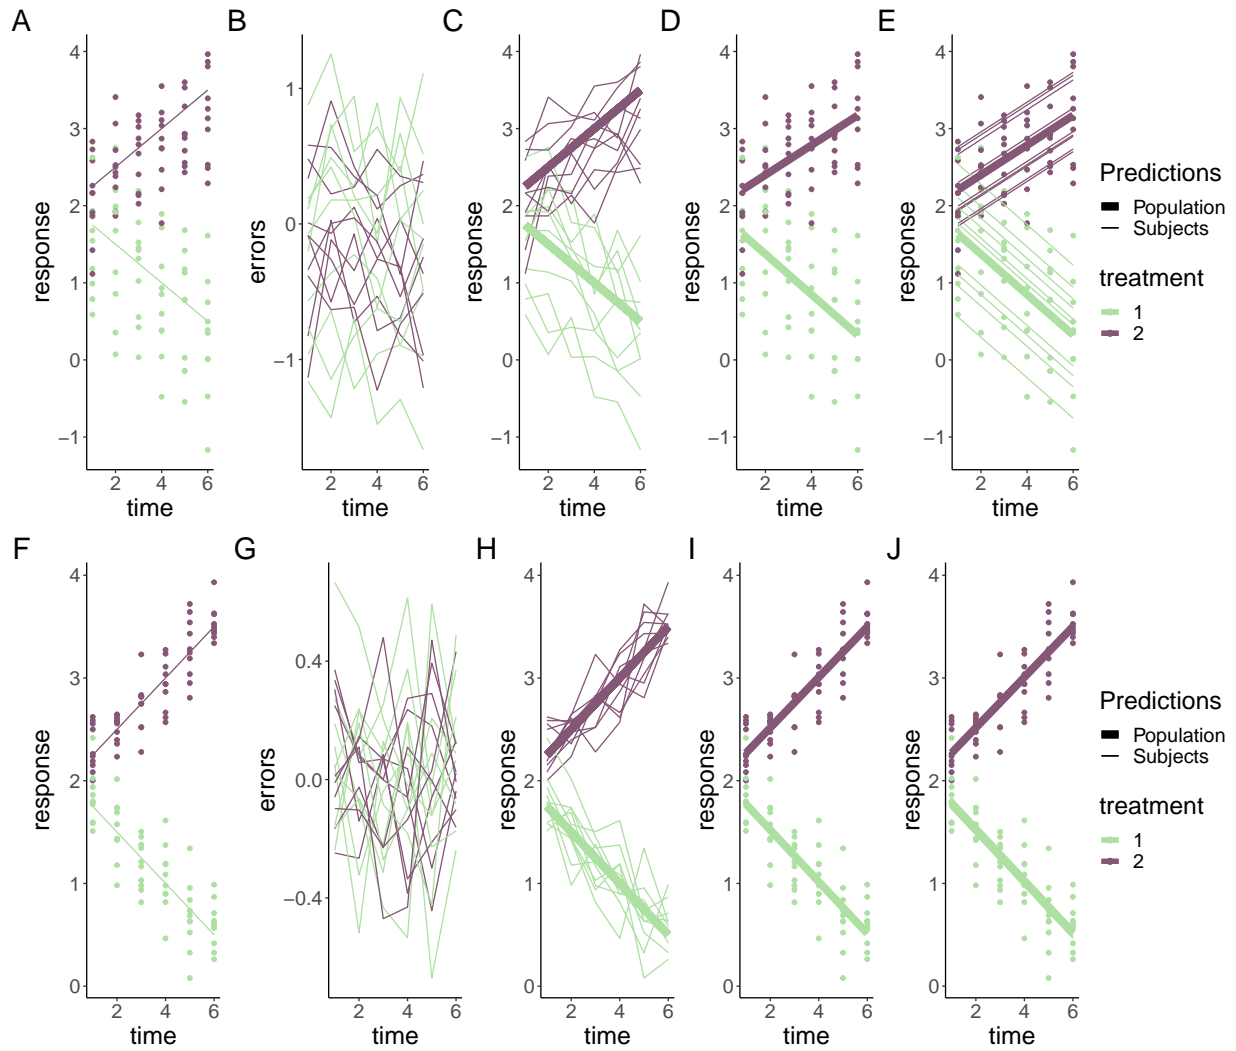 A B C D E
4 1 4 4 4
3 3 3 3
2 0 2 2 2
1 1 1 1
0 −1 0 0 0
−1 −1 −1 −1
response errors response response response
2 4 6 2 4 6 2 4 6 2 4 6 2 4 6
time time time time time
Predictions
Population
Subjects
treatment
1
2
F G H I J
4 0.4 4 4 4
3 3 3 3
2 0.0 2 2 2
1 −0.4 1 1 1
0 0 0 0
response errors response response response
2 4 6 2 4 6 2 4 6 2 4 6 2 4 6
time time time time time
Predictions
Population
Subjects
treatment
1
2